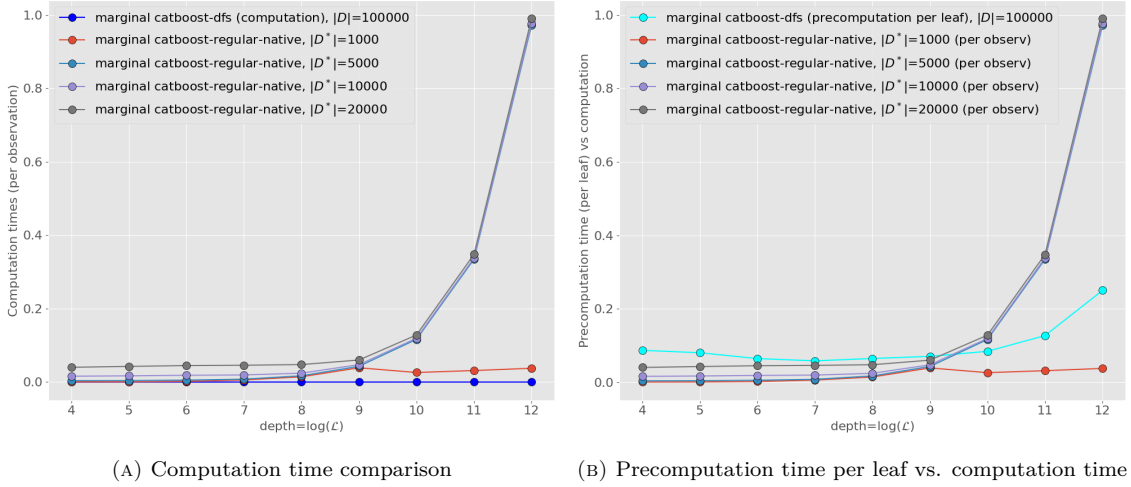 marginal catboost-dfs (computation), |D|=100000
marginal catboost-regular-native, |D*|=1000
marginal catboost-regular-native, |D*|=5000
marginal catboost-regular-native, |D*|=10000
marginal catboost-regular-native, |D*|=20000
Computation times (per observation)
1.0
0.8
0.6
0.4
0.2
0.0
4 5 6 7 8 9 10 11 12
depth=log(ℒ)
(A) Computation time comparison
marginal catboost-dfs (precomputation per leaf), |D|=100000
marginal catboost-regular-native, |D*|=1000 (per observ)
marginal catboost-regular-native, |D*|=5000 (per observ)
marginal catboost-regular-native, |D*|=10000 (per observ)
marginal catboost-regular-native, |D*|=20000 (per observ)
Precomputation time (per leaf) vs computation
1.0
0.8
0.6
0.4
0.2
0.0
4 5 6 7 8 9 10 11 12
depth=log(ℒ)
(B) Precomputation time per leaf vs. computation time